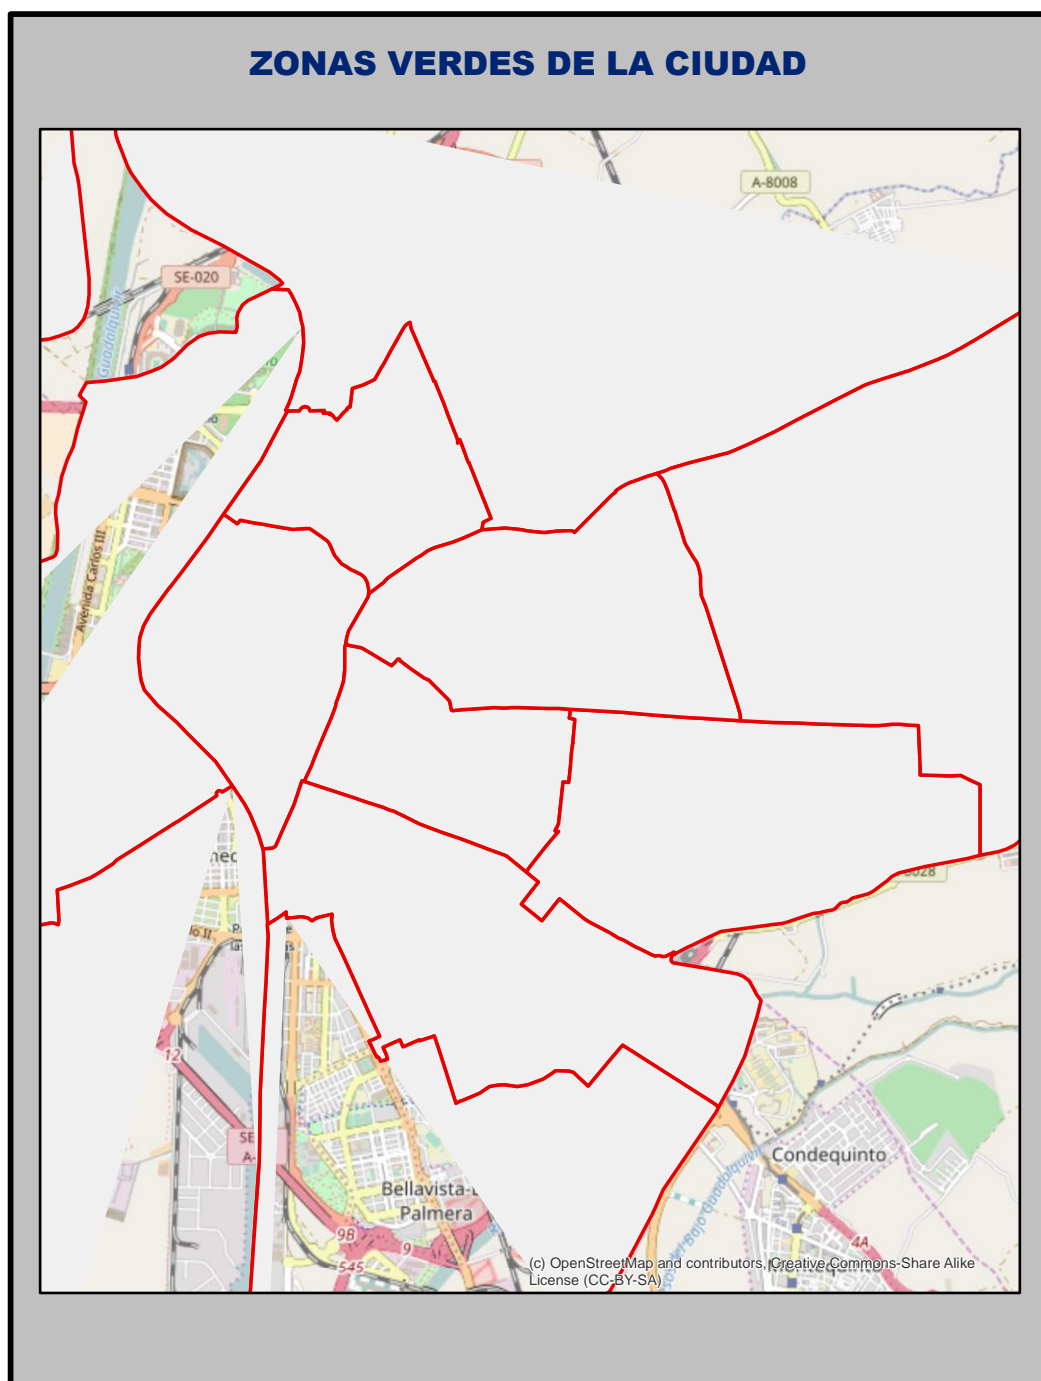 ZONAS VERDES DE LA CIUDAD
A-8008
SE-020
Guadalquivir
Avenida Carlos III
12
Bellavista-L
Palmera
9B
9
545
Condequinto
4A
Montequinto
(c) OpenStreetMap and contributors, Creative Commons-Share Alike
License (CC-BY-SA)